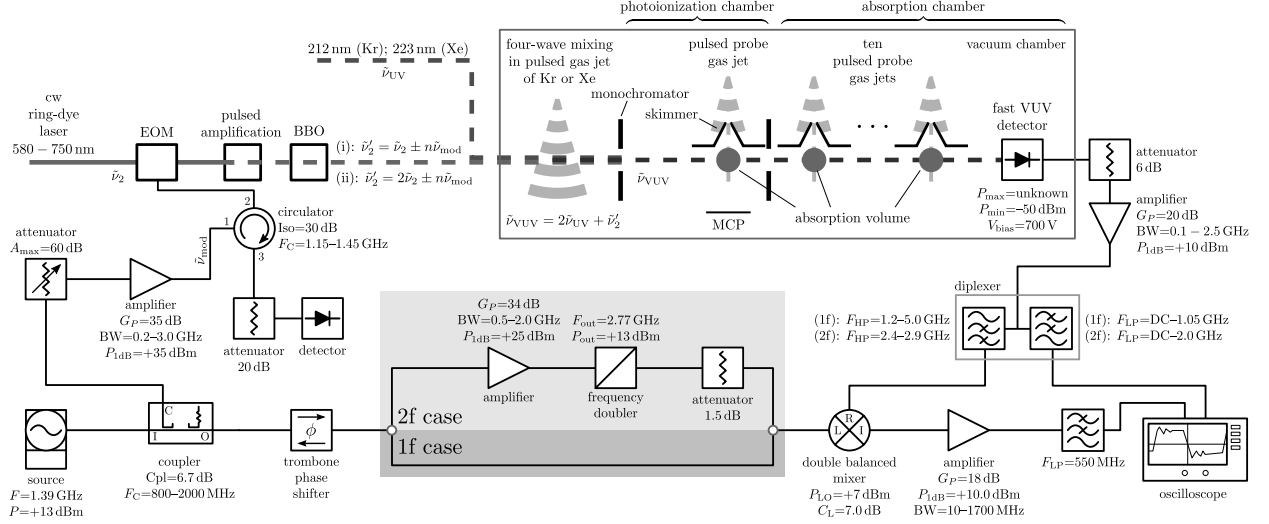 photoionization chamber
absorption chamber
212 nm (Kr); 223 nm (Xe)
ν̃UV
four-wave mixing
in pulsed gas jet
of Kr or Xe
pulsed probe
gas jet
ten
pulsed probe
gas jets
vacuum chamber
monochromator
skimmer
fast VUV
detector
cw
ring-dye
laser
580 – 750 nm
ν̃2
EOM
pulsed
amplification
BBO
(i): ν̃′2 = ν̃2 ± nν̃mod
(ii): ν̃′2 = 2ν̃2 ± nν̃mod
ν̃VUV
ν̃VUV = 2ν̃UV + ν̃′2
MCP
absorption volume
Pmax=unknown
Pmin=–50 dBm
Vbias=700 V
attenuator
6 dB
amplifier
GP=20 dB
BW=0.1 – 2.5 GHz
P1dB=+10 dBm
attenuator
Amax=60 dB
ν̃mod
1
2
3
circulator
Iso=30 dB
FC=1.15–1.45 GHz
amplifier
GP=35 dB
BW=0.2–3.0 GHz
P1dB=+35 dBm
attenuator
20 dB
detector
diplexer
(1f): FHP=1.2–5.0 GHz
(2f): FHP=2.4–2.9 GHz
(1f): FLP=DC–1.05 GHz
(2f): FLP=DC–2.0 GHz
GP=34 dB
BW=0.5–2.0 GHz
P1dB=+25 dBm
Fout=2.77 GHz
Pout=+13 dBm
amplifier
frequency
doubler
attenuator
1.5 dB
2f case
1f case
C
I
O
ϕ
source
F=1.39 GHz
P=+13 dBm
coupler
Cpl=6.7 dB
FC=800–2000 MHz
trombone
phase
shifter
R
L
I
double balanced
mixer
PLO=+7 dBm
CL=7.0 dB
amplifier
GP=18 dB
P1dB=+10.0 dBm
BW=10–1700 MHz
FLP=550 MHz
oscilloscope